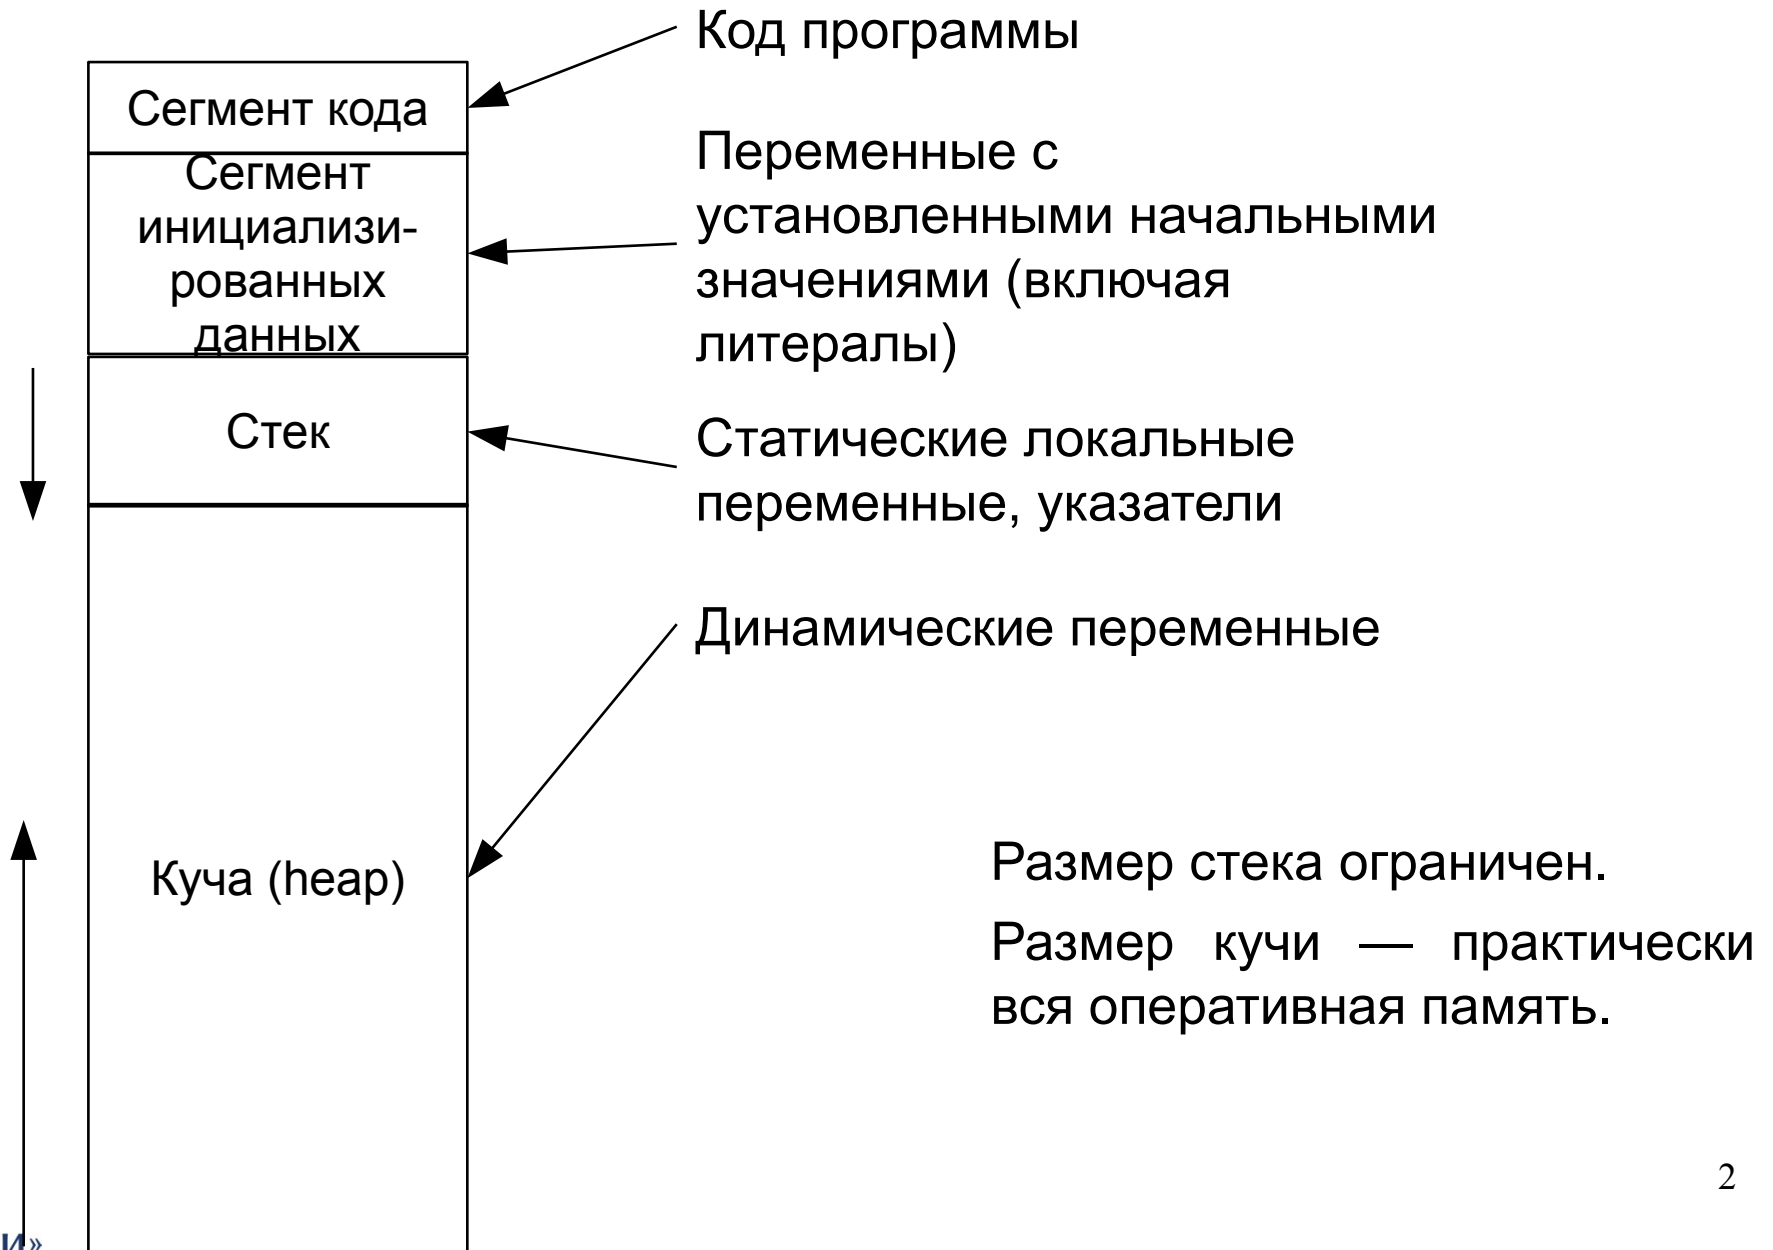 Код программы
Сегмент кода
Сегмент
инициализи-
рованных
данных
Переменные с
установленными начальными
значениями (включая
литералы)
Стек
Статические локальные
переменные, указатели
Динамические переменные
Куча (heap)
Размер стека ограничен.
Размер кучи — практически
вся оперативная память.
2
И»